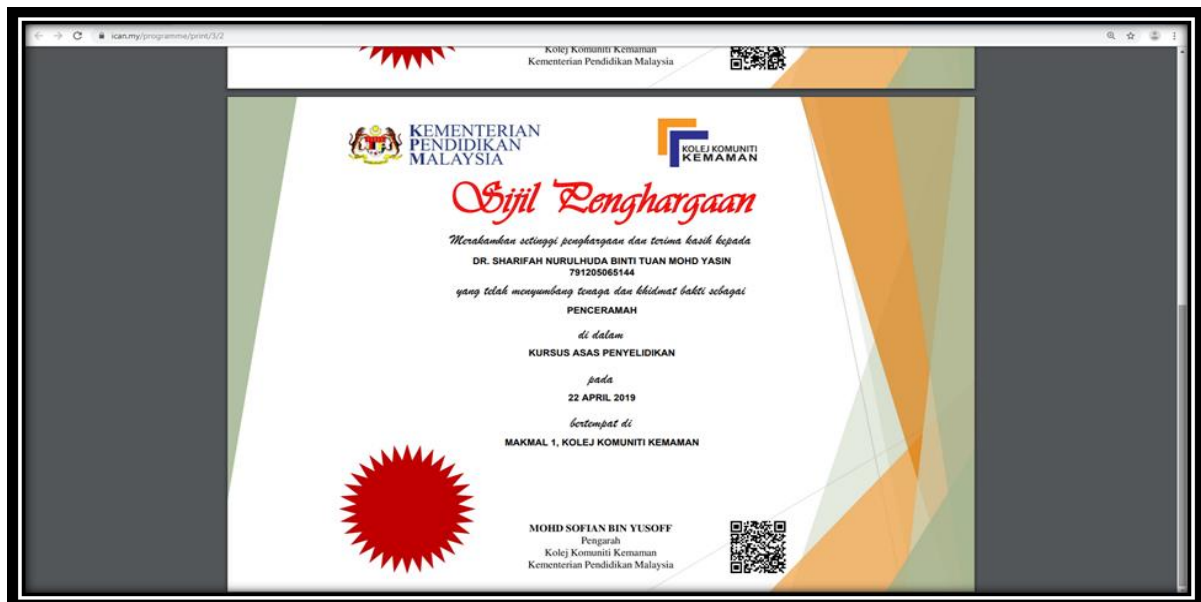 ican.my/programme/print/3/2
Kolej Komuniti Kemaman
Kementerian Pendidikan Malaysia
KEMENTERIAN
PENDIDIKAN
MALAYSIA
KOLEJ KOMUNITI
KEMAMAN
Sijil Penghargaan
Merakamkan setinggi penghargaan dan terima kasih kepada
DR. SHARIFAH NURULHUDA BINTI TUAN MOHD YASIN
791205065144
yang telah menyumbang tenaga dan khidmat bakti sebagai
PENCERAMAH
di dalam
KURSUS ASAS PENYELIDIKAN
pada
22 APRIL 2019
bertempat di
MAKMAL 1, KOLEJ KOMUNITI KEMAMAN
MOHD SOFIAN BIN YUSOFF
Pengarah
Kolej Komuniti Kemaman
Kementerian Pendidikan Malaysia